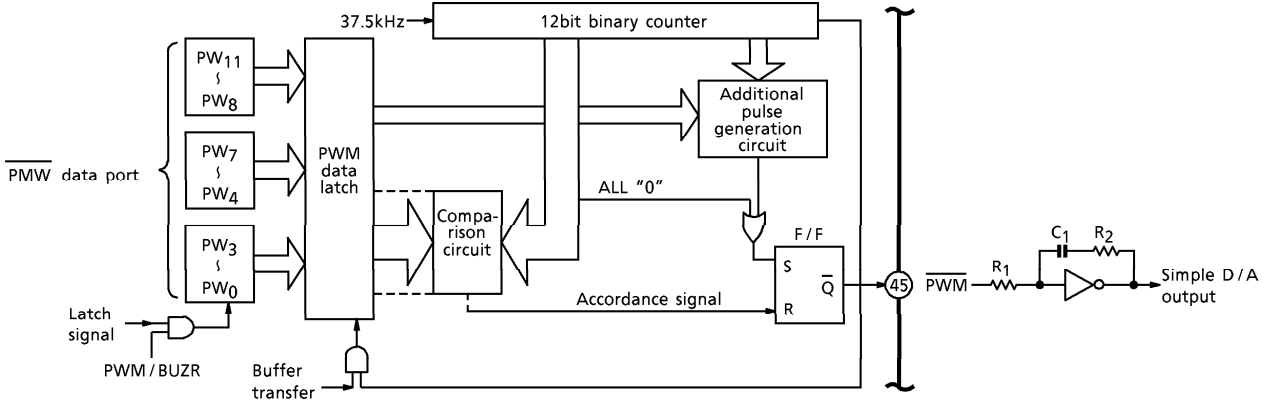 37.5kHz
12bit binary counter
PW11
~
PW8
PW7
~
PW4
PW3
~
PW0
PMW data port
PWM
data
latch
Additional
pulse
generation
circuit
ALL “0”
Compa-
rison
circuit
F/F
S
Q
R
Accordance signal
45
PWM
R1
C1
R2
Simple D/A
output
Latch
signal
PWM/BUZR
Buffer
transfer